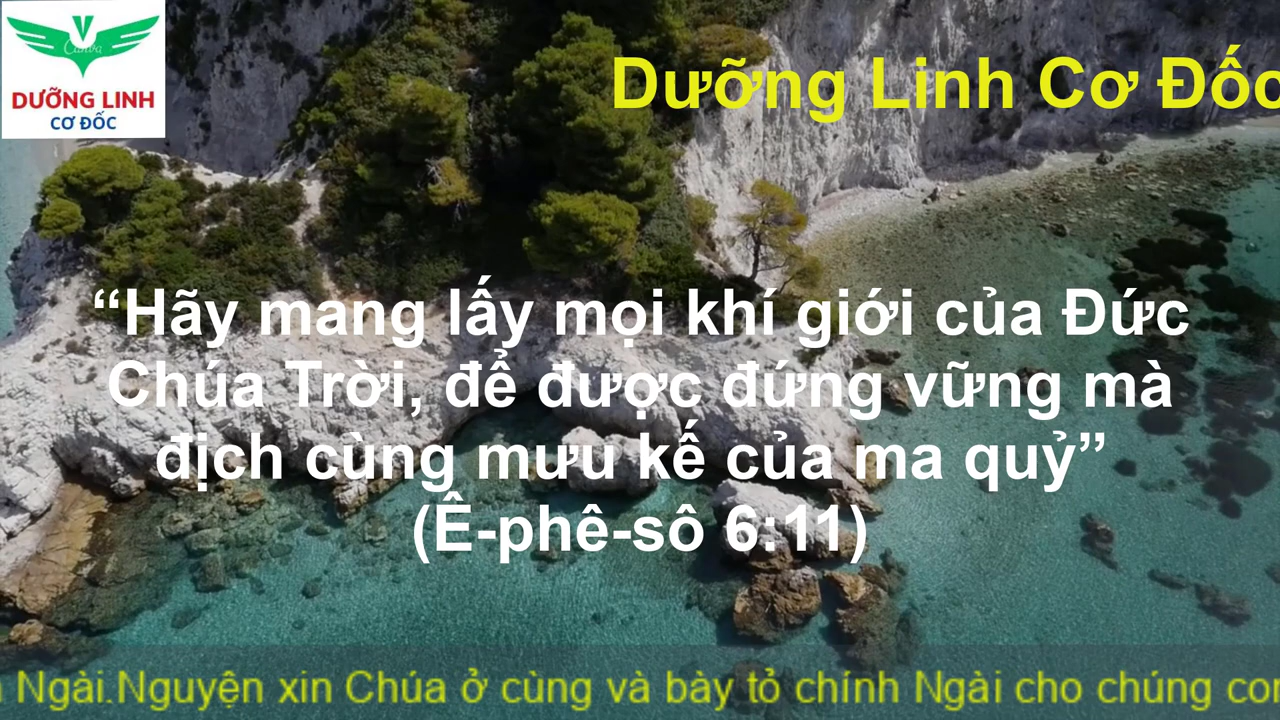 Canva
DƯỠNG LINH
CƠ ĐỐC
Dưỡng Linh Cơ Đốc
“Hãy mang lấy mọi khí giới của Đức
Chúa Trời, để được đứng vững mà
địch cùng mưu kế của ma quỷ”
(Ê-phê-sô 6:11)
Ngài.Nguyện xin Chúa ở cùng và bày tỏ chính Ngài cho chúng con